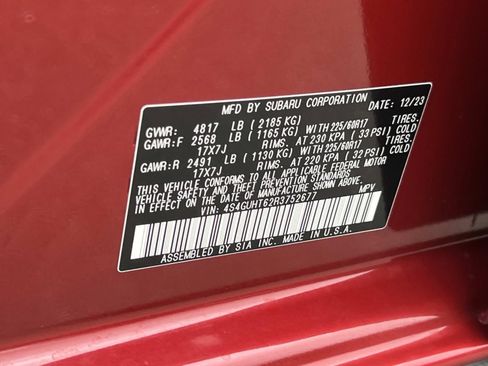 MFD BY SUBARU CORPORATION DATE: 12/23
GVWR: 4817 LB ( 2185 KG)
GAWR:F 2568 LB ( 1165 KG) WITH 225/60R17 TIRES.
17X7J RIMS. AT 230 KPA ( 33 PSI) COLD
GAWR:R 2491 LB ( 1130 KG) WITH 225/60R17 TIRES.
17X7J RIMS. AT 220 KPA ( 32 PSI) COLD
THIS VEHICLE CONFORMS TO ALL APPLICABLE FEDERAL MOTOR
VEHICLE SAFETY AND THEFT PREVENTION STANDARDS IN EFFECT
ON THE DATE OF MANUFACTURE SHOWN ABOVE.
VIN: 4S4GUHT62R3752677 MPV
ASSEMBLED BY SIA INC. MADE IN U.S.A.